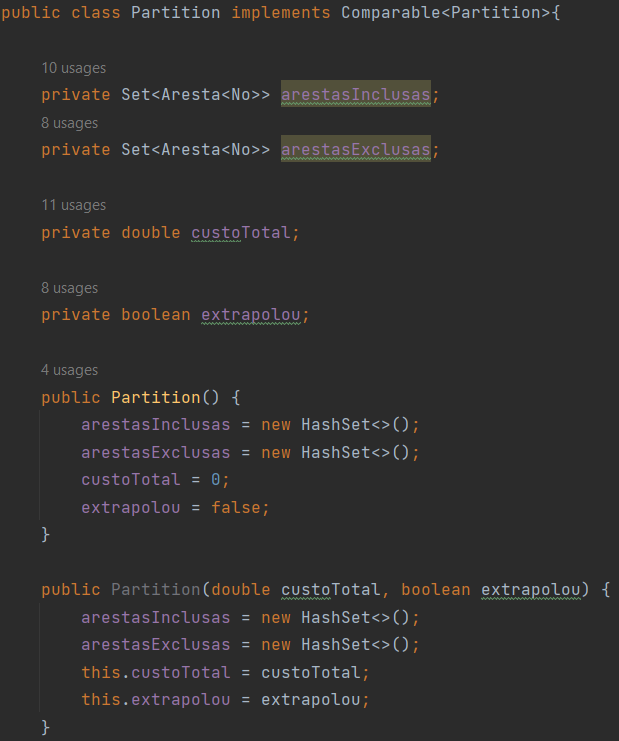 public class Partition implements Comparable<Partition>{
10 usages
private Set<Aresta<No>> arestasInclusas;
8 usages
private Set<Aresta<No>> arestasExclusas;
11 usages
private double custoTotal;
8 usages
private boolean extrapolou;
4 usages
public Partition() {
arestasInclusas = new HashSet<>();
arestasExclusas = new HashSet<>();
custoTotal = 0;
extrapolou = false;
}
public Partition(double custoTotal, boolean extrapolou) {
arestasInclusas = new HashSet<>();
arestasExclusas = new HashSet<>();
this.custoTotal = custoTotal;
this.extrapolou = extrapolou;
}